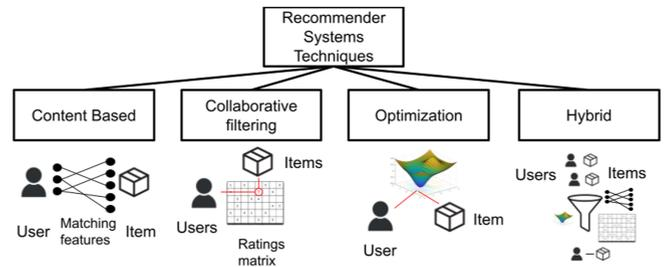 Recommender
Systems
Techniques
Content Based
Collaborative
filtering
Optimization
Hybrid
User
Matching
features
Item
Items
Users
Ratings
matrix
User
Item
Users
Items